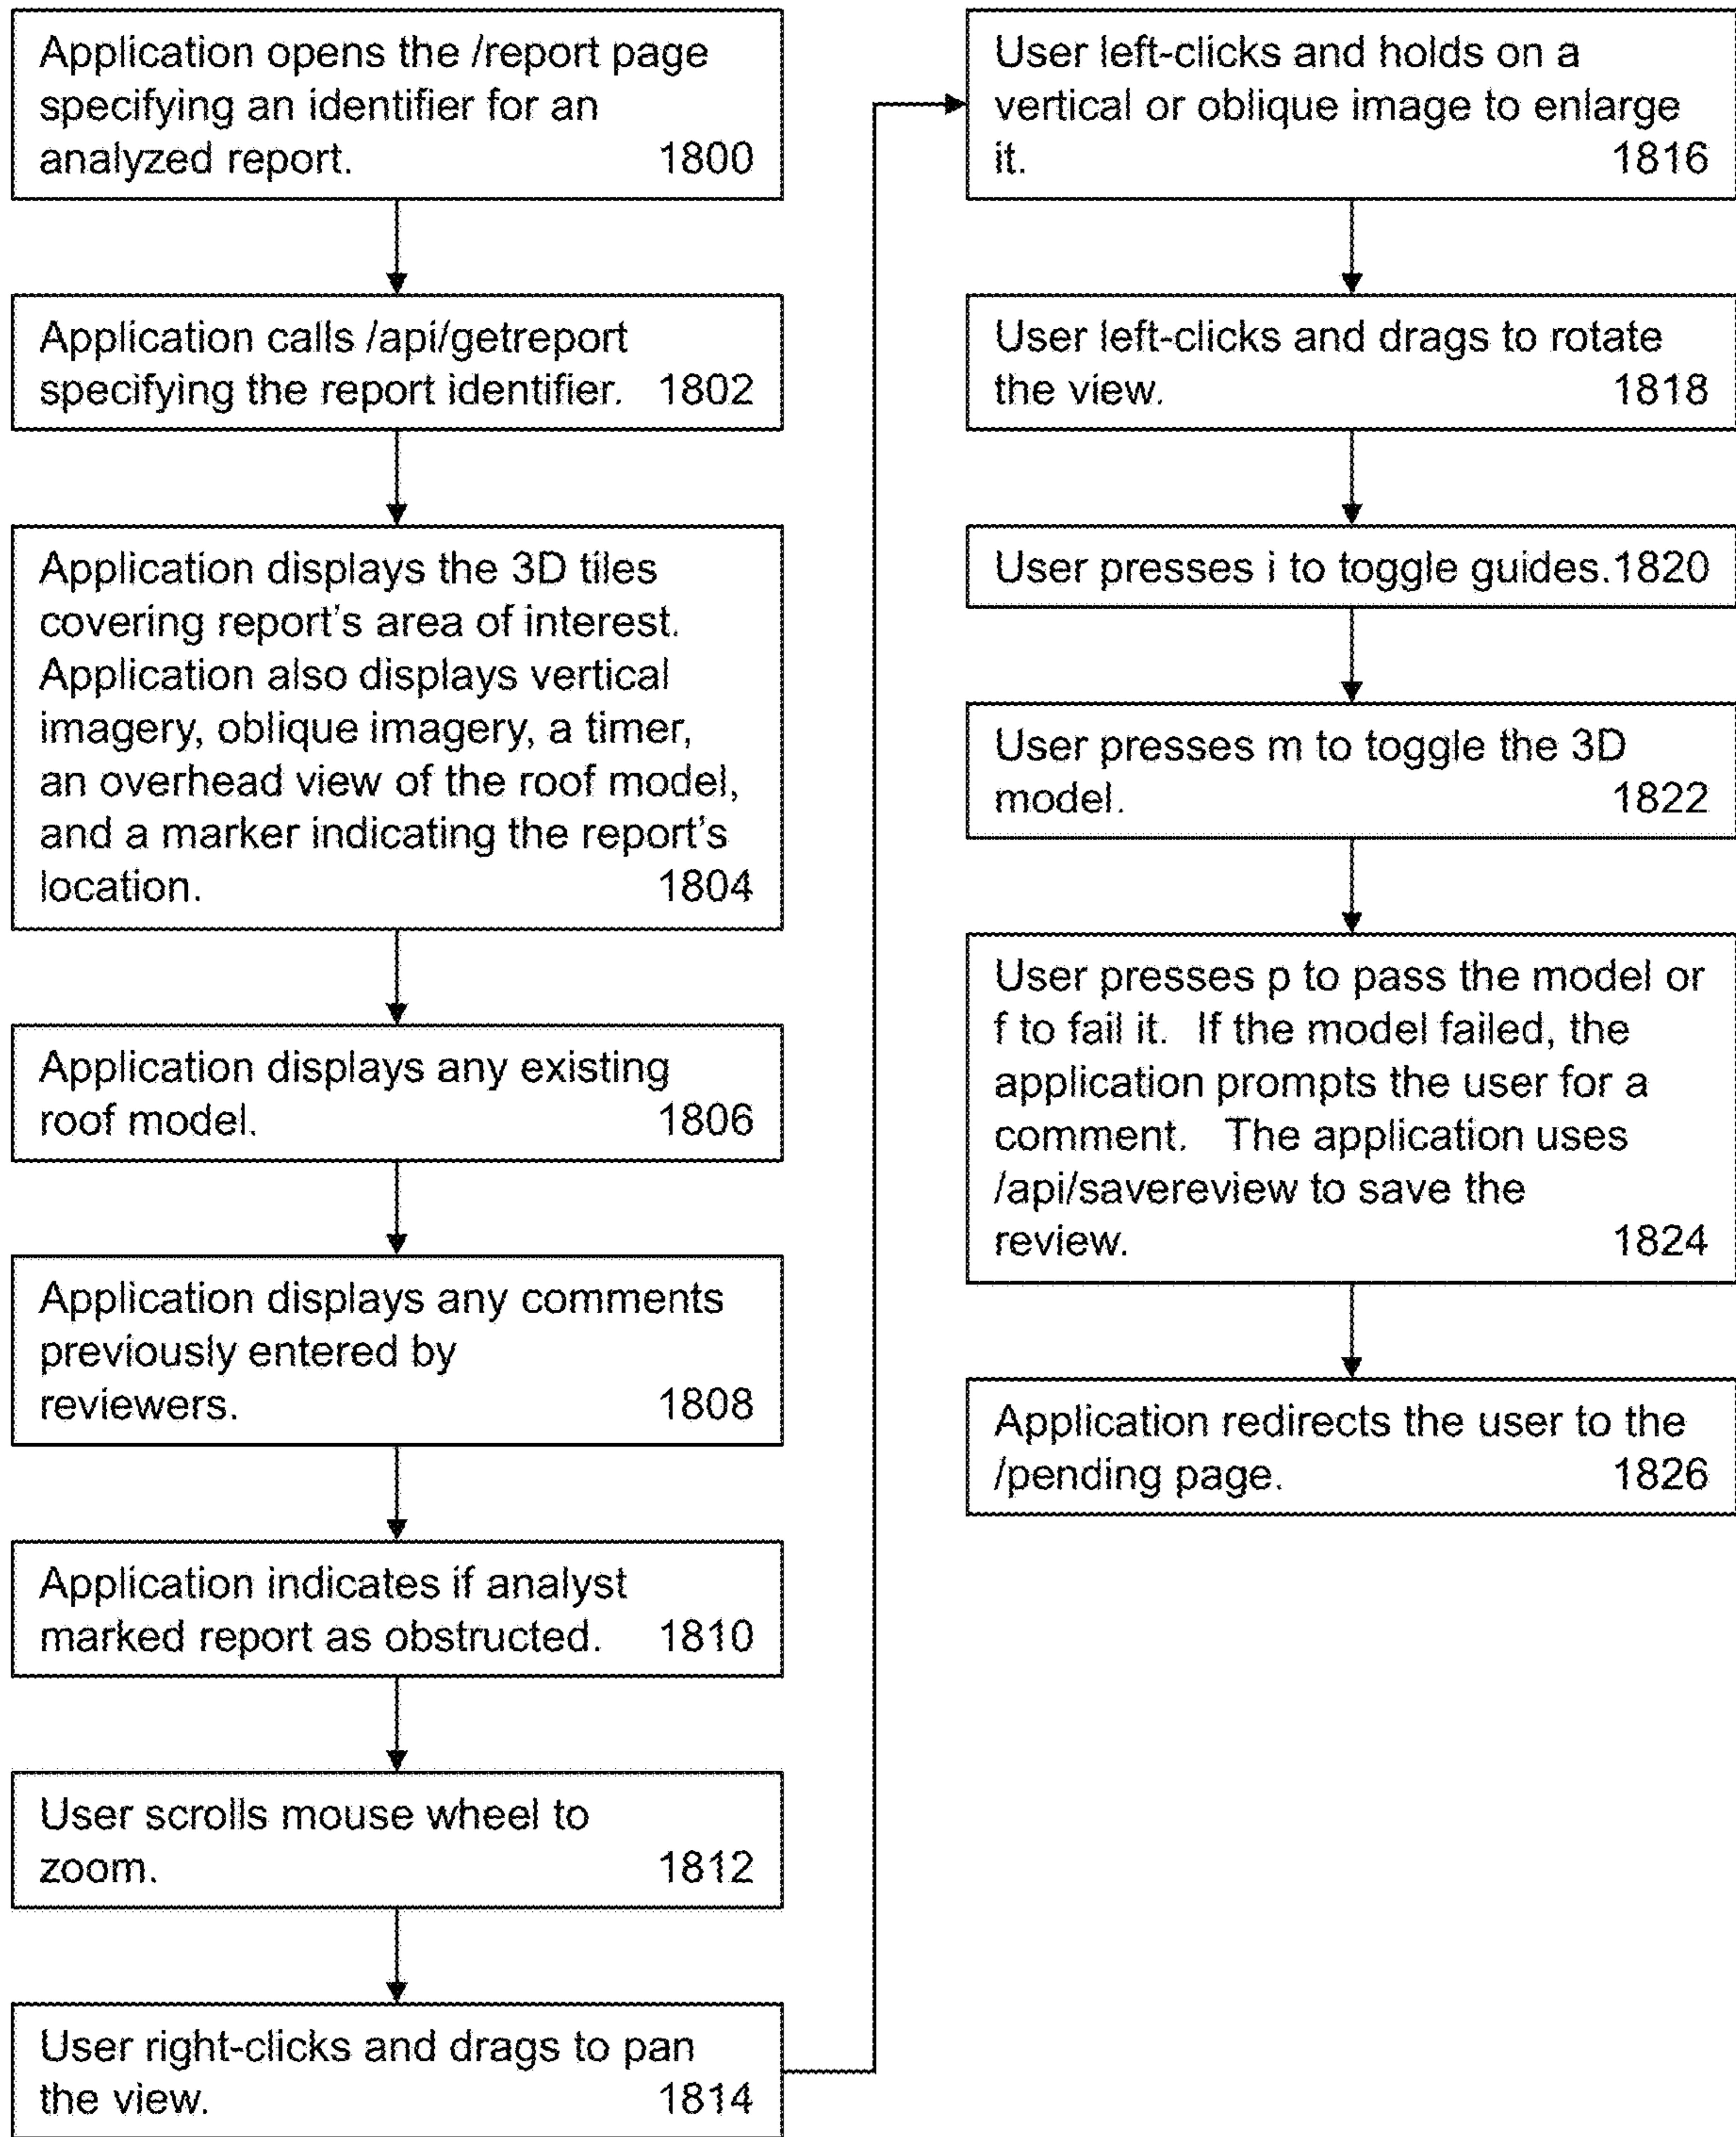 Application opens the /report page
specifying an identifier for an
analyzed report. 1800
Application calls /api/getreport
specifying the report identifier. 1802
Application displays the 3D tiles
covering report's area of interest.
Application also displays vertical
imagery, oblique imagery, a timer,
an overhead view of the roof model,
and a marker indicating the report's
location. 1804
Application displays any existing
roof model. 1806
Application displays any comments
previously entered by
reviewers. 1808
Application indicates if analyst
marked report as obstructed. 1810
User scrolls mouse wheel to
zoom. 1812
User right-clicks and drags to pan
the view. 1814
User left-clicks and holds on a
vertical or oblique image to enlarge
it. 1816
User left-clicks and drags to rotate
the view. 1818
User presses i to toggle guides.1820
User presses m to toggle the 3D
model. 1822
User presses p to pass the model or
f to fail it. If the model failed, the
application prompts the user for a
comment. The application uses
/api/savereview to save the
review. 1824
Application redirects the user to the
/pending page. 1826